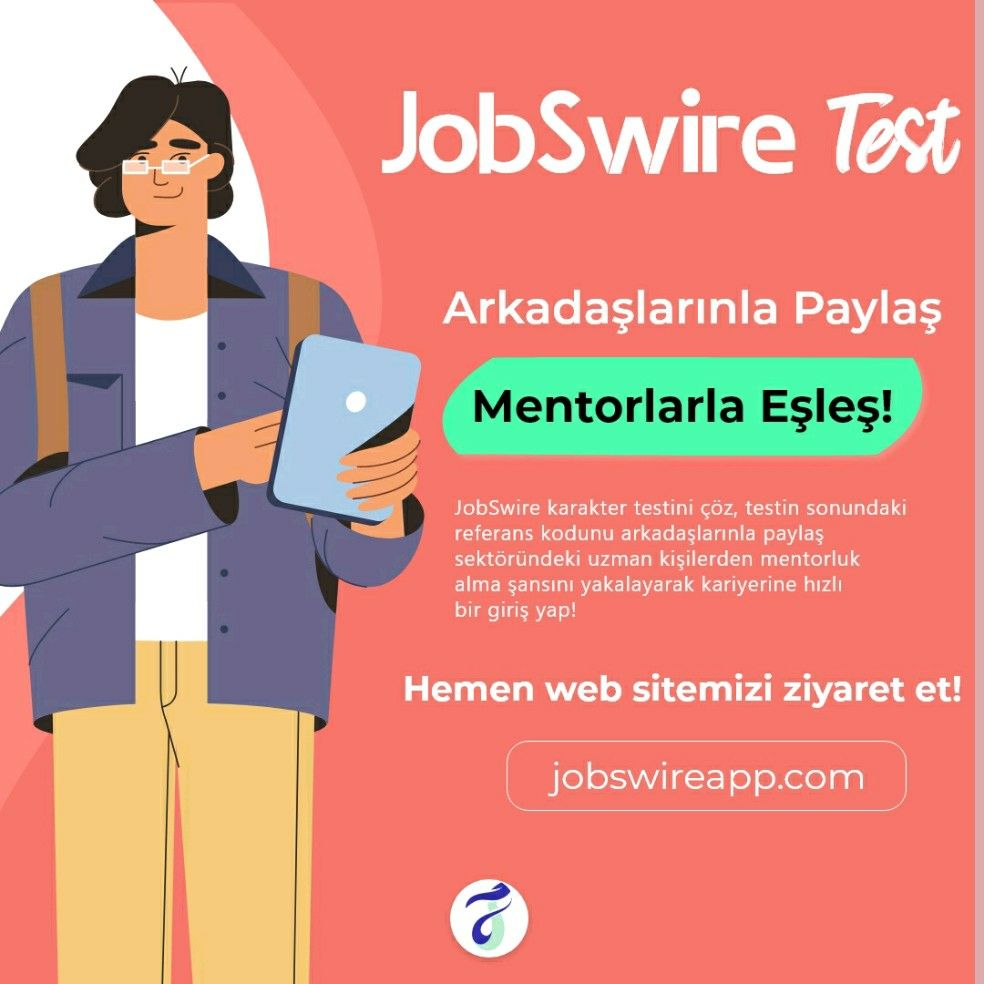 JobSwire Test
Arkadaşlarınla Paylaş
Mentorlarla Eşleş!
JobSwire karakter testini çöz, testin sonundaki
referans kodunu arkadaşlarınla paylaş
sektöründeki uzman kişilerden mentorluk
alma şansını yakalayarak kariyerine hızlı
bir giriş yap!
Hemen web sitemizi ziyaret et!
jobswireapp.com